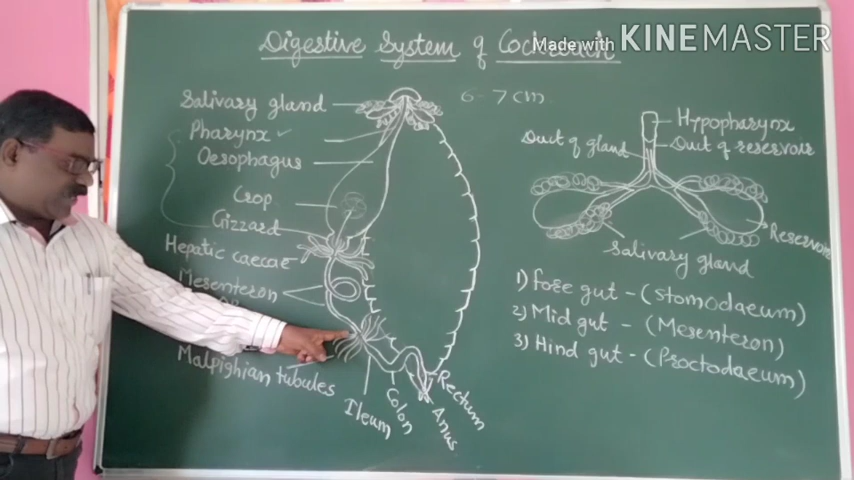 Digestive System of Cockroach
Made with KINEMASTER
6-7 cm
Salivary gland
Pharynx
Oesophagus
Crop
Gizzard
Hepatic caecae
Mesenteron
Malpighian tubules
Ileum
Colon
Anus
Rectum
Hypopharynx
Duct of gland
Duct of reservoir
Reservoir
Salivary gland
1) Fore gut - (Stomodaeum)
2) Mid gut - (Mesenteron)
3) Hind gut - (Proctodaeum)